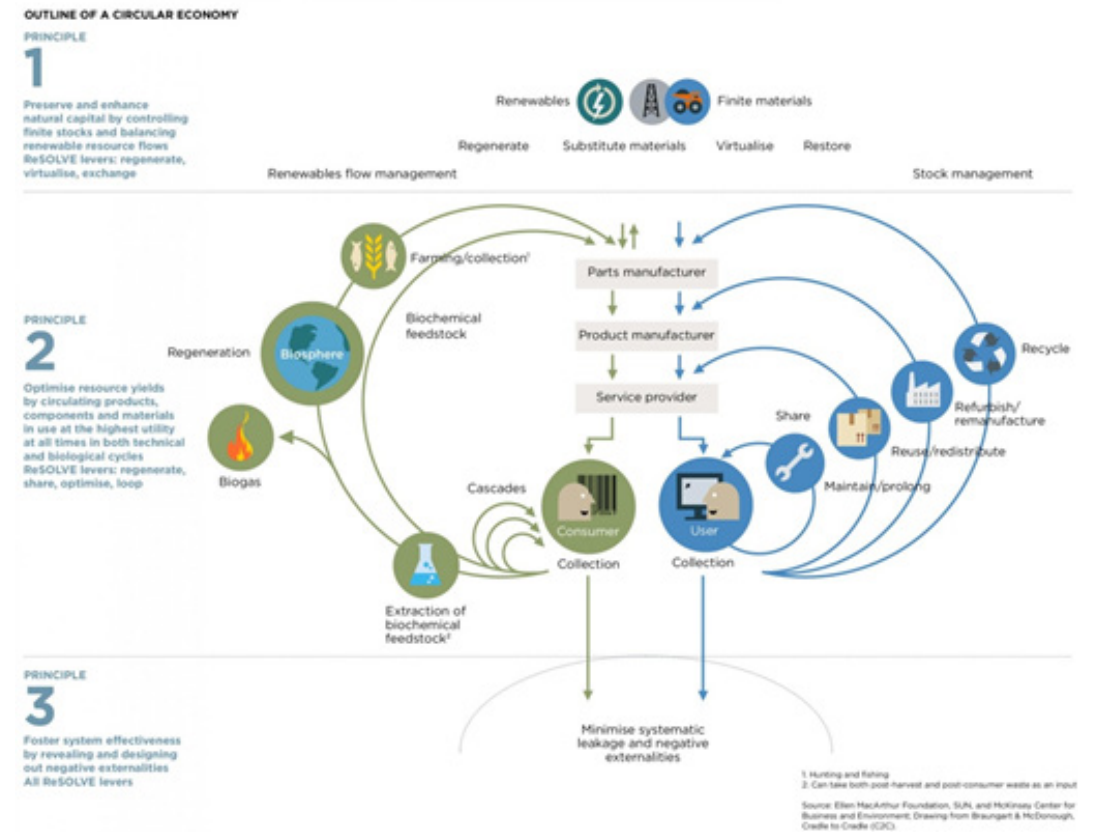 OUTLINE OF A CIRCULAR ECONOMY
PRINCIPLE
1
Preserve and enhance
natural capital by controlling
finite stocks and balancing
renewable resource flows
ReSOLVE levers: regenerate,
virtualise, exchange
Renewables
Finite materials
Regenerate
Substitute materials
Virtualise
Restore
Renewables flow management
Stock management
PRINCIPLE
2
Optimise resource yields
by circulating products,
components and materials
in use at the highest utility
at all times in both technical
and biological cycles
ReSOLVE levers: regenerate,
share, optimise, loop
Farming/collection¹
Biochemical
feedstock
Regeneration
Biosphere
Biogas
Cascades
Extraction of
biochemical
feedstock²
Parts manufacturer
Product manufacturer
Service provider
Consumer
Collection
User
Collection
Share
Maintain/prolong
Reuse/redistribute
Refurbish/
remanufacture
Recycle
PRINCIPLE
3
Foster system effectiveness
by revealing and designing
out negative externalities
All ReSOLVE levers
Minimise systematic
leakage and negative
externalities
1. Hunting and fishing
2. Can take both post-harvest and post-consumer waste as an input
Source: Ellen MacArthur Foundation, SUN, and McKinsey Center for
Business and Environment; Drawing from Braungart & McDonough,
Cradle to Cradle (C2C).